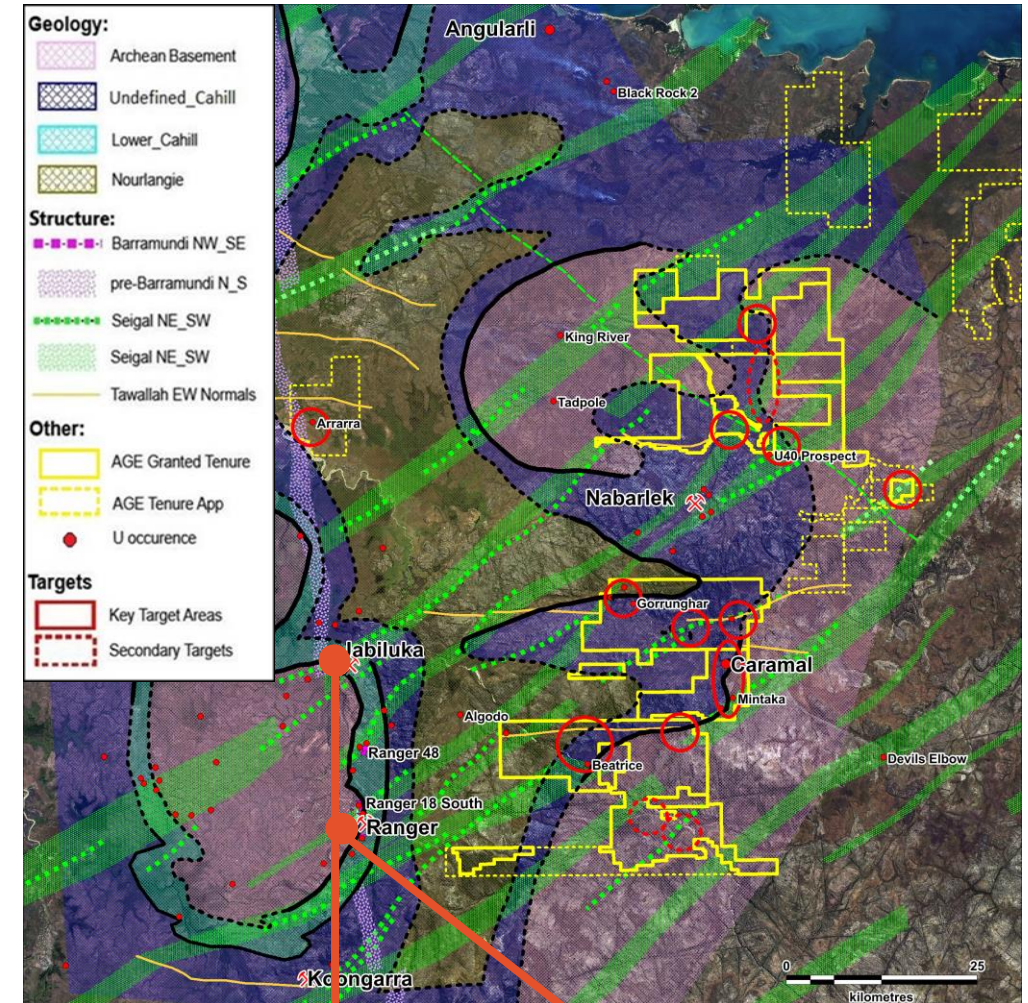 Geology:
Archean Basement
Undefined_Cahill
Lower_Cahill
Nourlangie
Structure:
Barramundi NW_SE
pre-Barramundi N_S
Seigal NE_SW
Seigal NE_SW
Tawallah EW Normals
Other:
AGE Granted Tenure
AGE Tenure App
U occurence
Targets
Key Target Areas
Secondary Targets
Angularli
Black Rock 2
King River
Tadpole
Arrarra
U40 Prospect
Nabarlek
Gorrunghar
Jabiluka
Caramal
Mintaka
Algodo
Ranger 48
Beatrice
Devils Elbow
Ranger 18 South
Ranger
Koongarra
0 25
kilometres